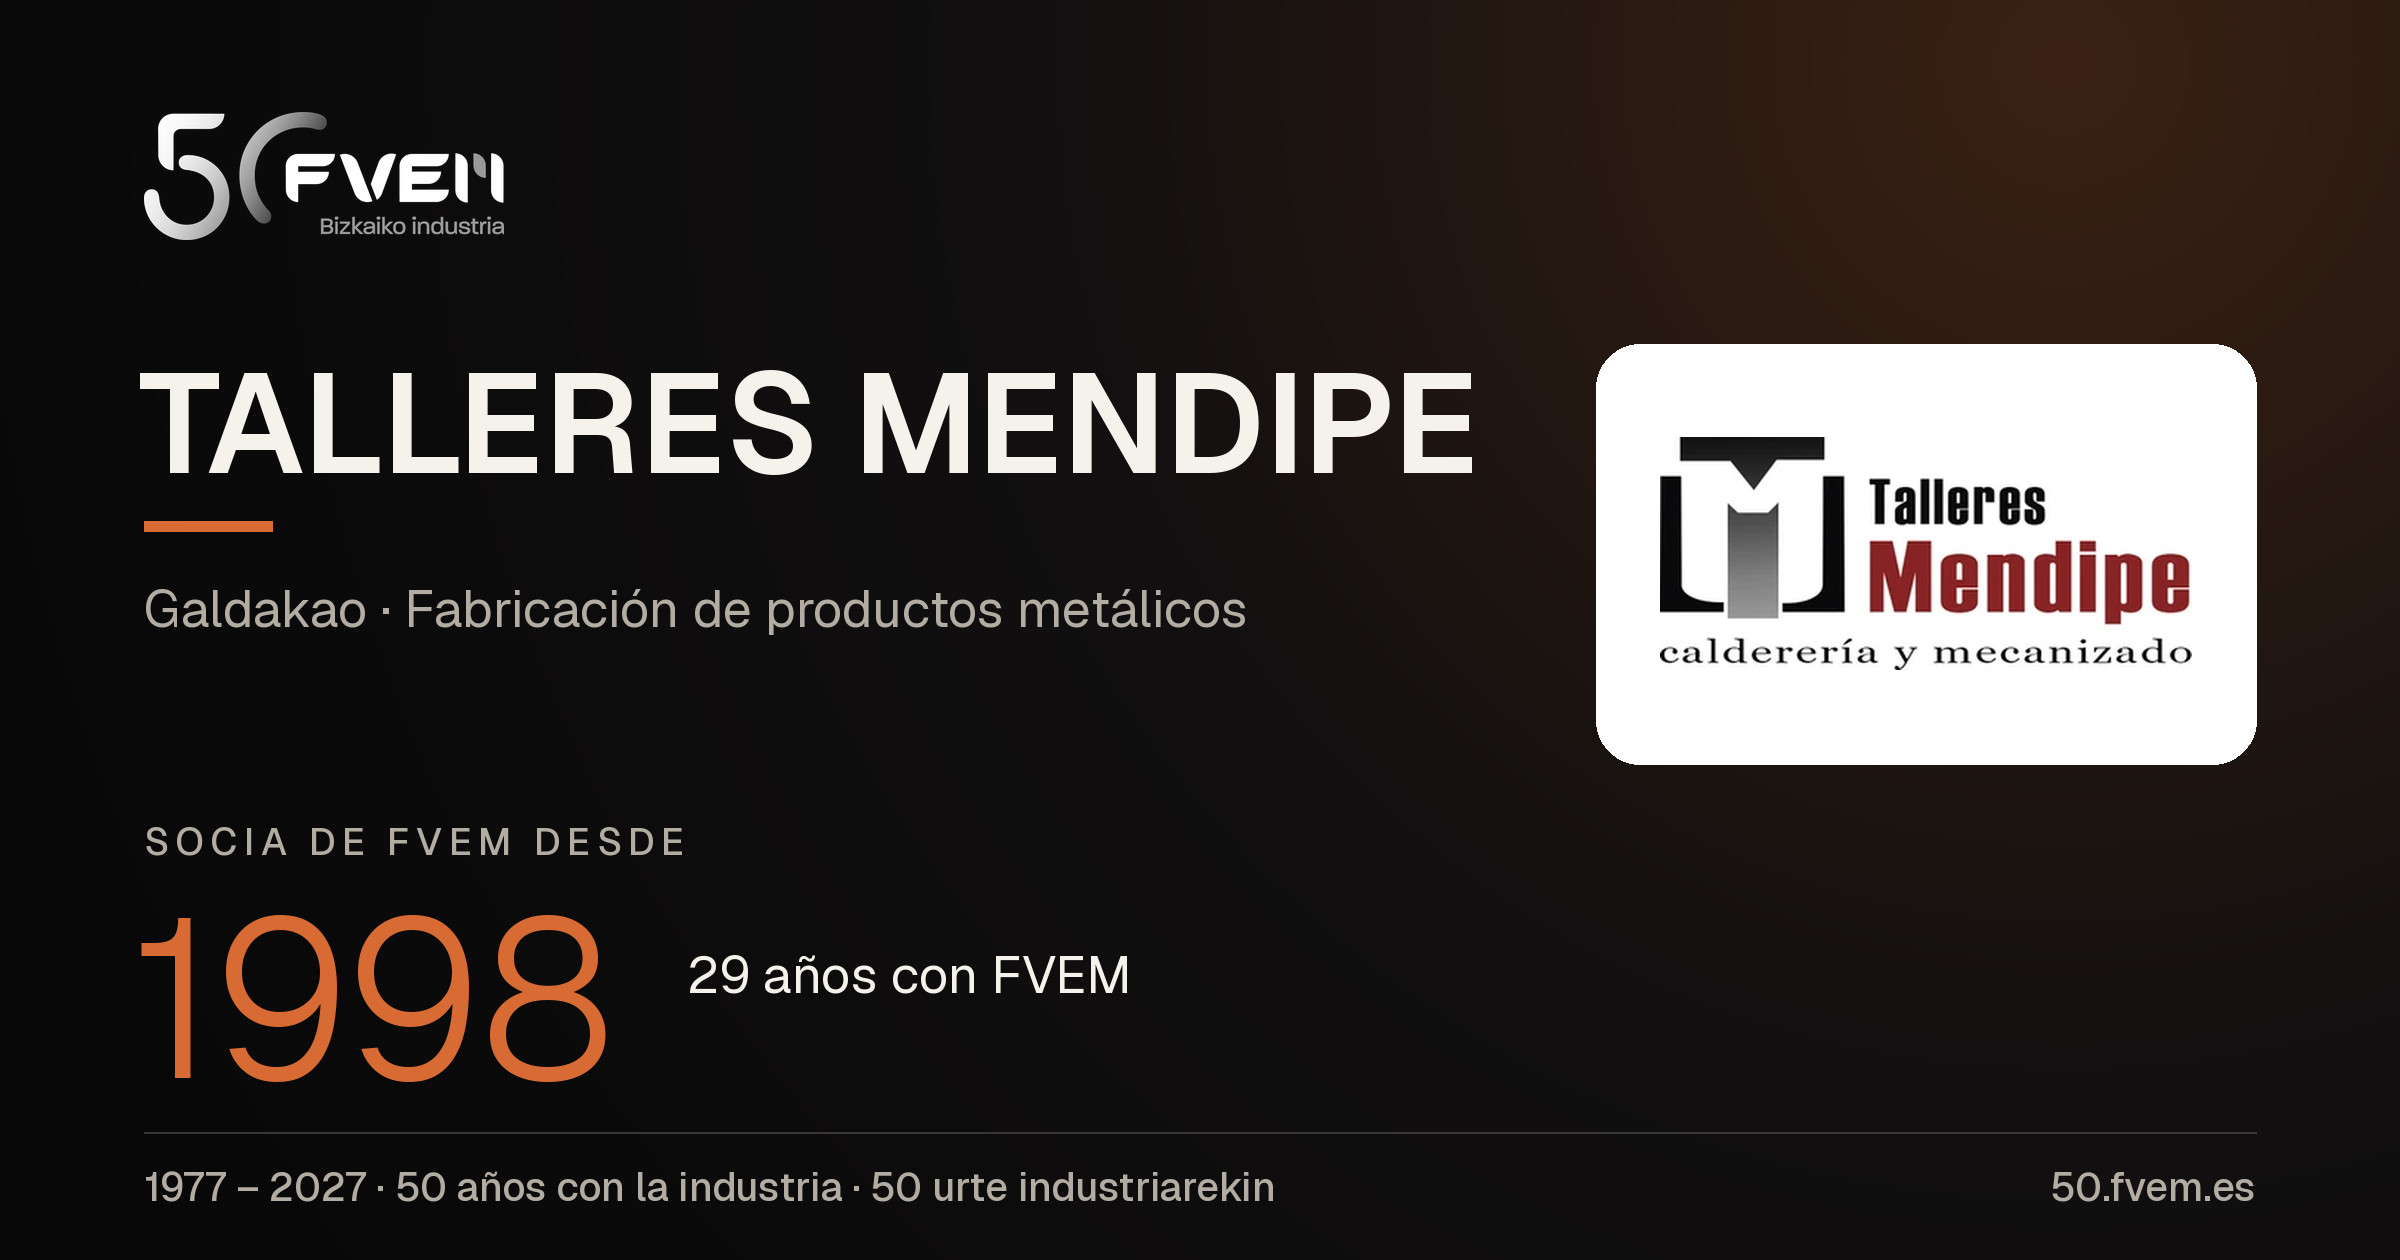 50 FVEM
Bizkaiko industria
TALLERES MENDIPE
Galdakao · Fabricación de productos metálicos
Talleres
Mendipe
calderería y mecanizado
SOCIA DE FVEM DESDE
1998
29 años con FVEM
1977 – 2027 · 50 años con la industria · 50 urte industriarekin
50.fvem.es